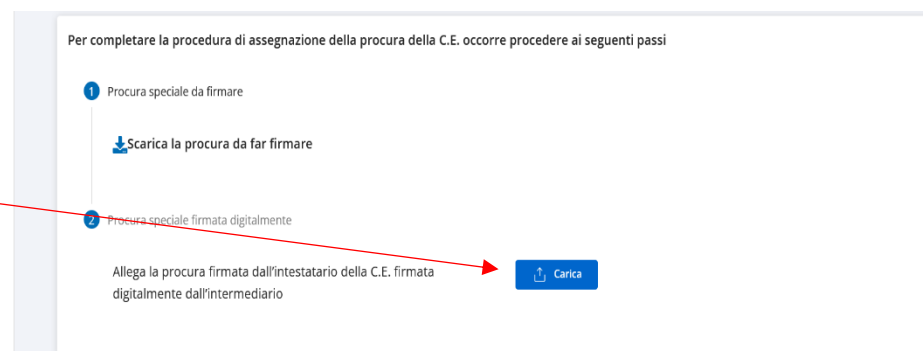 Per completare la procedura di assegnazione della procura della C.E. occorre procedere ai seguenti passi
1 Procura speciale da firmare
Scarica la procura da far firmare
2 Procura speciale firmata digitalmente
Allega la procura firmata dall'intestatario della C.E. firmata
digitalmente dall'intermediario
Carica